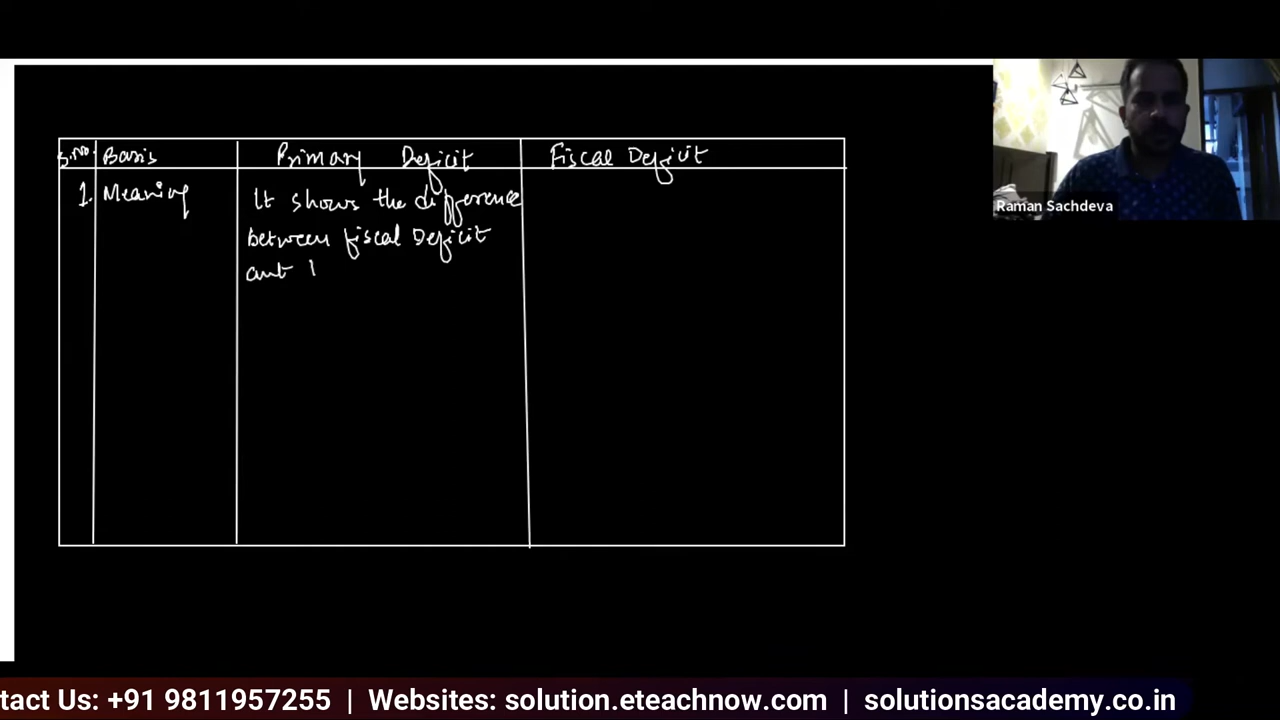 S.No. Basis Primary Deficit Fiscal Deficit
1. Meaning It shows the difference
between fiscal Deficit
and I
Raman Sachdeva
tact Us: +91 9811957255 | Websites: solution.eteachnow.com | solutionsacademy.co.in